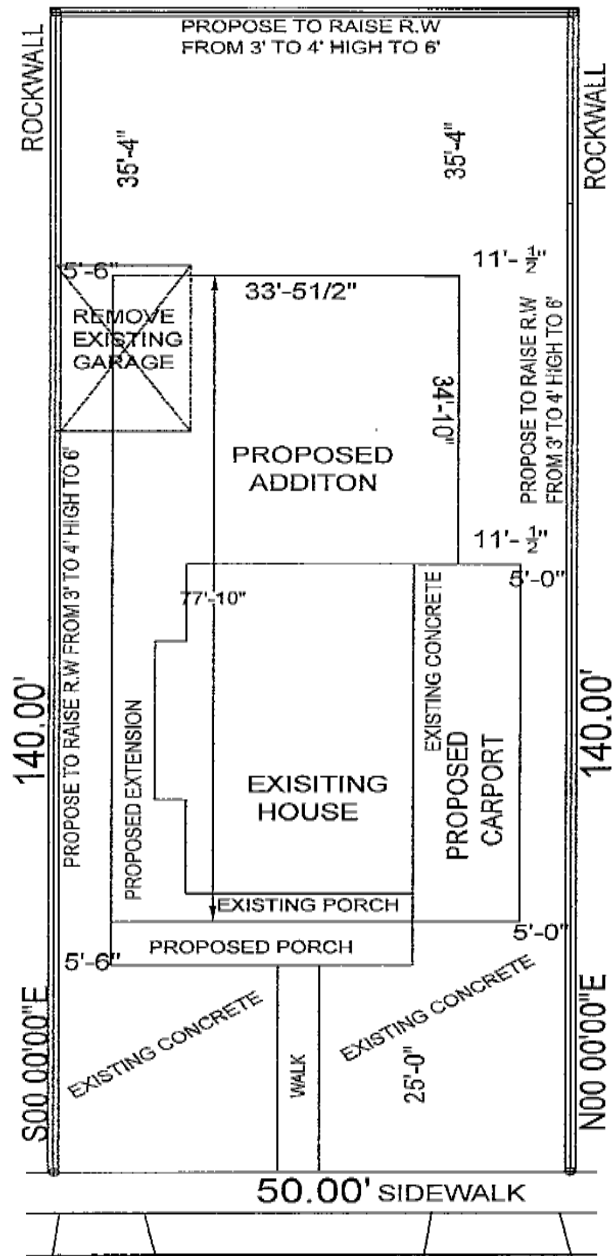 PROPOSE TO RAISE R.W
FROM 3' TO 4' HIGH TO 6'
ROCKWALL
ROCKWALL
35'-4"
35'-4"
5'-6"
11'- 1/2"
33'-51/2"
REMOVE
EXISTING
GARAGE
34'-10"
PROPOSE TO RAISE R.W
FROM 3' TO 4' HIGH TO 6'
PROPOSED
ADDITON
11'- 1/2"
5'-0"
77'-10"
PROPOSE TO RAISE R.W FROM 3' TO 4' HIGH TO 6'
EXISTING CONCRETE
140.00'
140.00'
PROPOSED EXTENSION
EXISITING
HOUSE
PROPOSED
CARPORT
EXISTING PORCH
5'-0"
PROPOSED PORCH
5'-6"
EXISTING CONCRETE
EXISTING CONCRETE
S00 00'00"E
N00 00'00"E
WALK
25'-0"
50.00' SIDEWALK